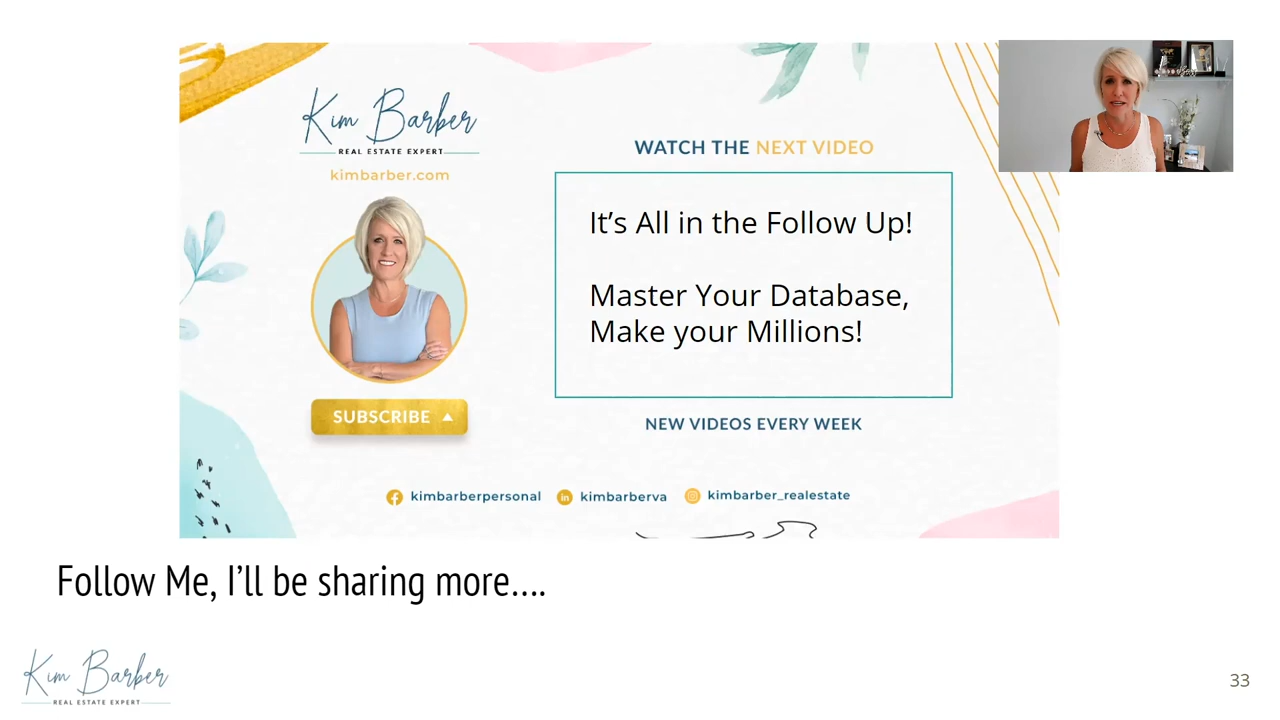 Kim Barber
REAL ESTATE EXPERT
kimbarber.com
WATCH THE NEXT VIDEO
It’s All in the Follow Up!
Master Your Database,
Make your Millions!
SUBSCRIBE
NEW VIDEOS EVERY WEEK
kimbarberpersonal
kimbarberva
kimbarber_realestate
Follow Me, I’ll be sharing more....
Kim Barber
REAL ESTATE EXPERT
33